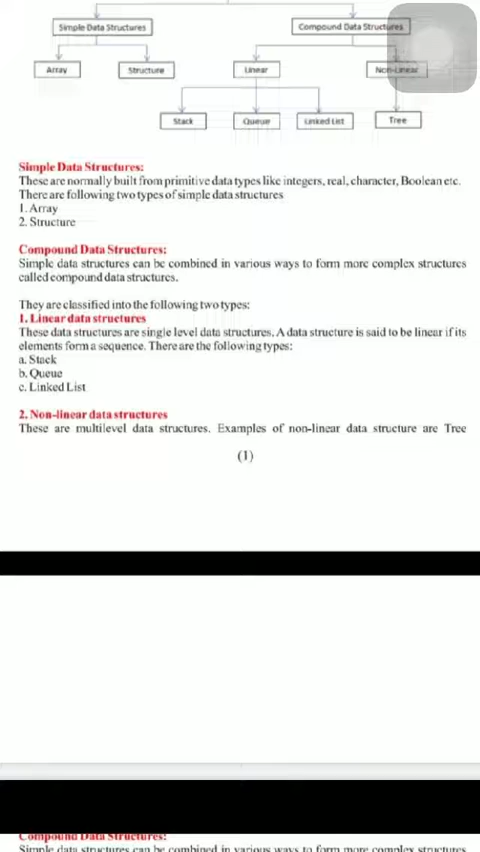 Simple Data Structures
Compound Data Structures
Array
Structure
Linear
Non-Linear
Stack
Queue
Linked List
Tree
Simple Data Structures:
These are normally built from primitive data types like integers, real, character, Boolean etc.
There are following two types of simple data structures
1. Array
2. Structure
Compound Data Structures:
Simple data structures can be combined in various ways to form more complex structures
called compound data structures.
They are classified into the following two types:
1. Linear data structures
These data structures are single level data structures. A data structure is said to be linear if its
elements form a sequence. There are the following types:
a. Stack
b. Queue
c. Linked List
2. Non-linear data structures
These are multilevel data structures. Examples of non-linear data structure are Tree
(1)
Compound Data Structures:
Simple data structures can be combined in various ways to form more complex structures